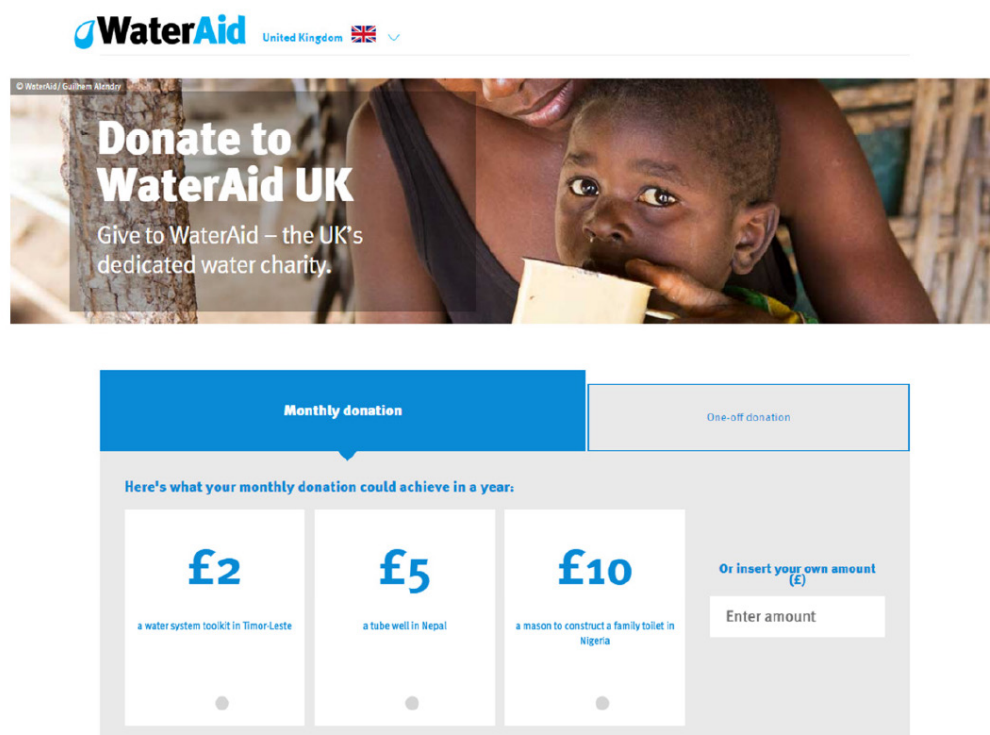 WaterAid
United Kingdom
© WaterAid/ Guilhem Alandry
Donate to
WaterAid UK
Give to WaterAid – the UK's
dedicated water charity.
Monthly donation
One-off donation
Here's what your monthly donation could achieve in a year:
£2
a water system toolkit in Timor-Leste
£5
a tube well in Nepal
£10
a mason to construct a family toilet in
Nigeria
Or insert your own amount
(£)
Enter amount